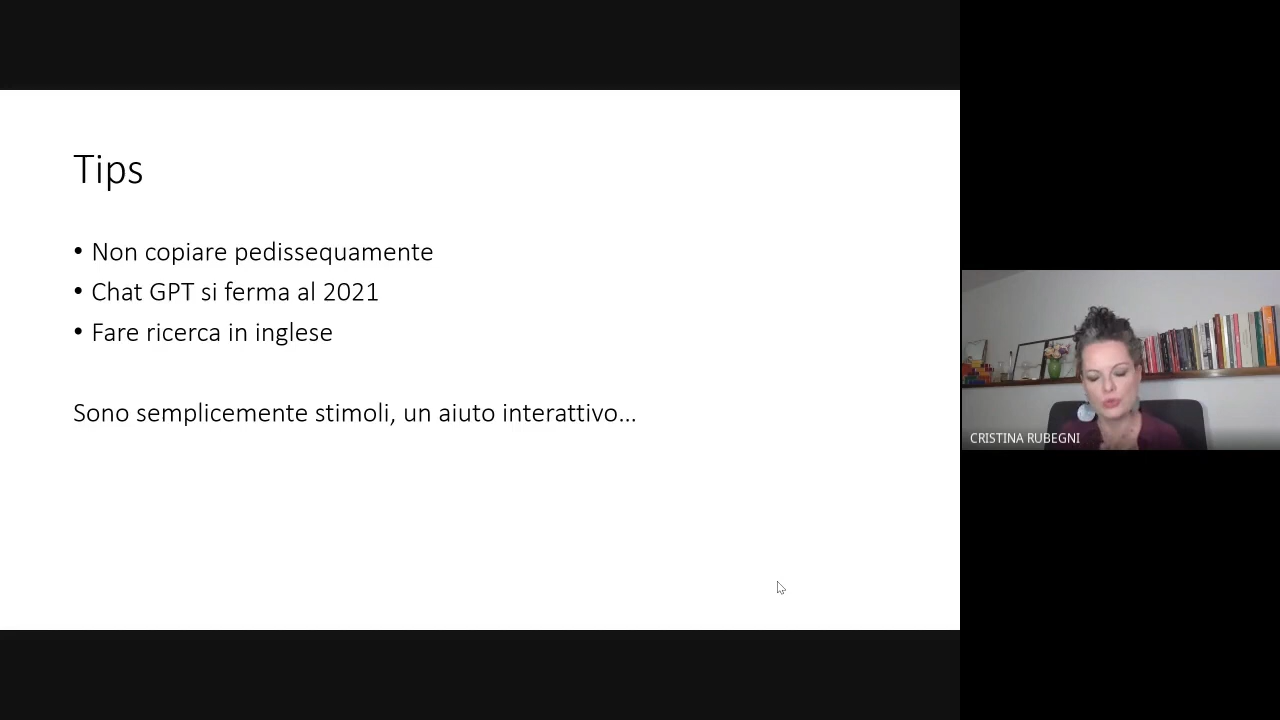 Tips
• Non copiare pedissequamente
• Chat GPT si ferma al 2021
• Fare ricerca in inglese
Sono semplicemente stimoli, un aiuto interattivo...
CRISTINA RUBEGNI